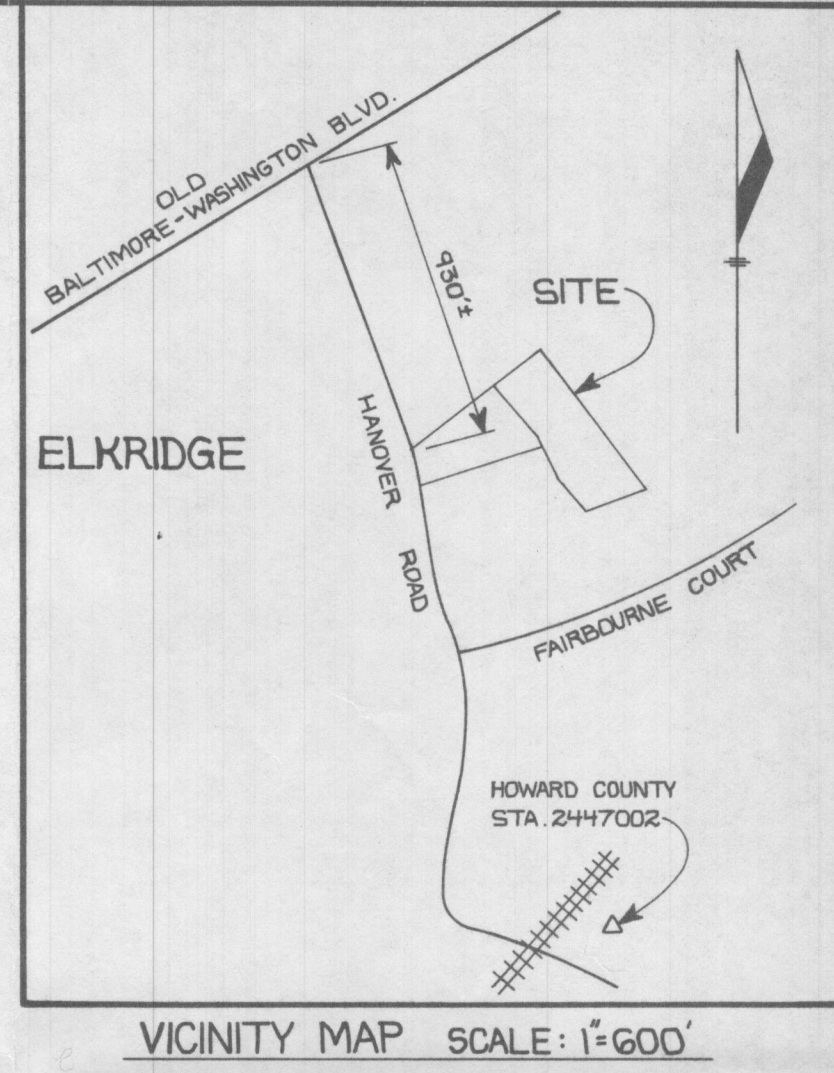 OLD
BALTIMORE-WASHINGTON BLVD.
930'±
SITE
HANOVER ROAD
ELKRIDGE
FAIRBOURNE COURT
HOWARD COUNTY
STA. 2447002
VICINITY MAP SCALE: 1"=600'